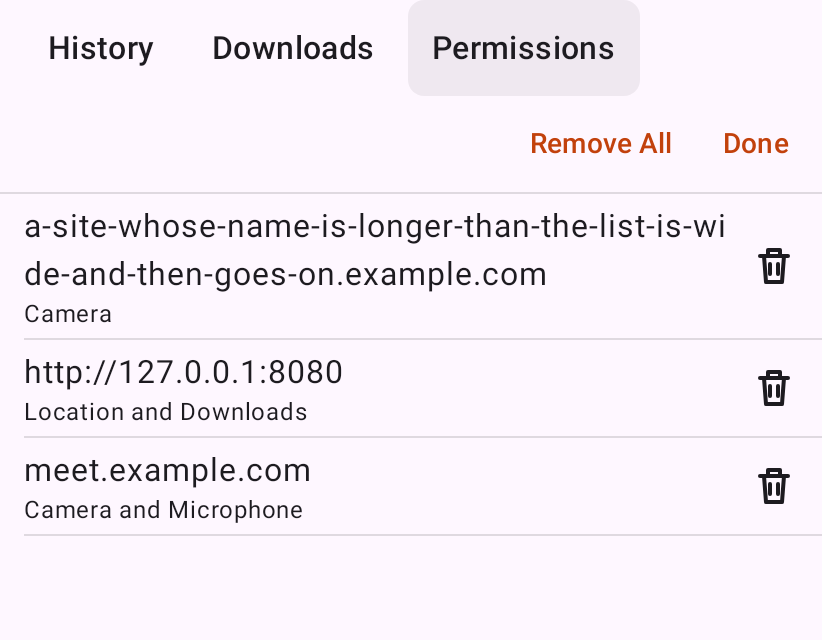 History Downloads Permissions
Remove All Done
a-site-whose-name-is-longer-than-the-list-is-wi
de-and-then-goes-on.example.com
Camera
http://127.0.0.1:8080
Location and Downloads
meet.example.com
Camera and Microphone